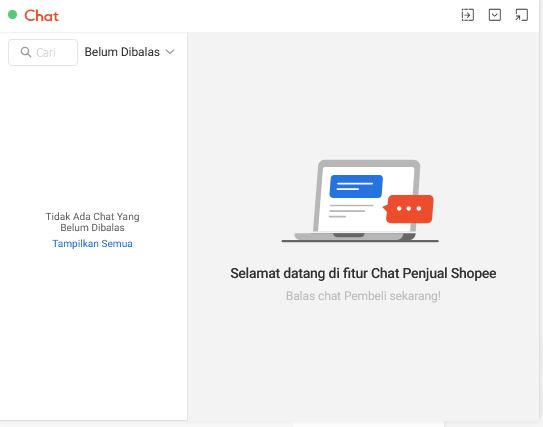 Chat
Cari
Belum Dibalas
Tidak Ada Chat Yang
Belum Dibalas
Tampilkan Semua
Selamat datang di fitur Chat Penjual Shopee
Balas chat Pembeli sekarang!